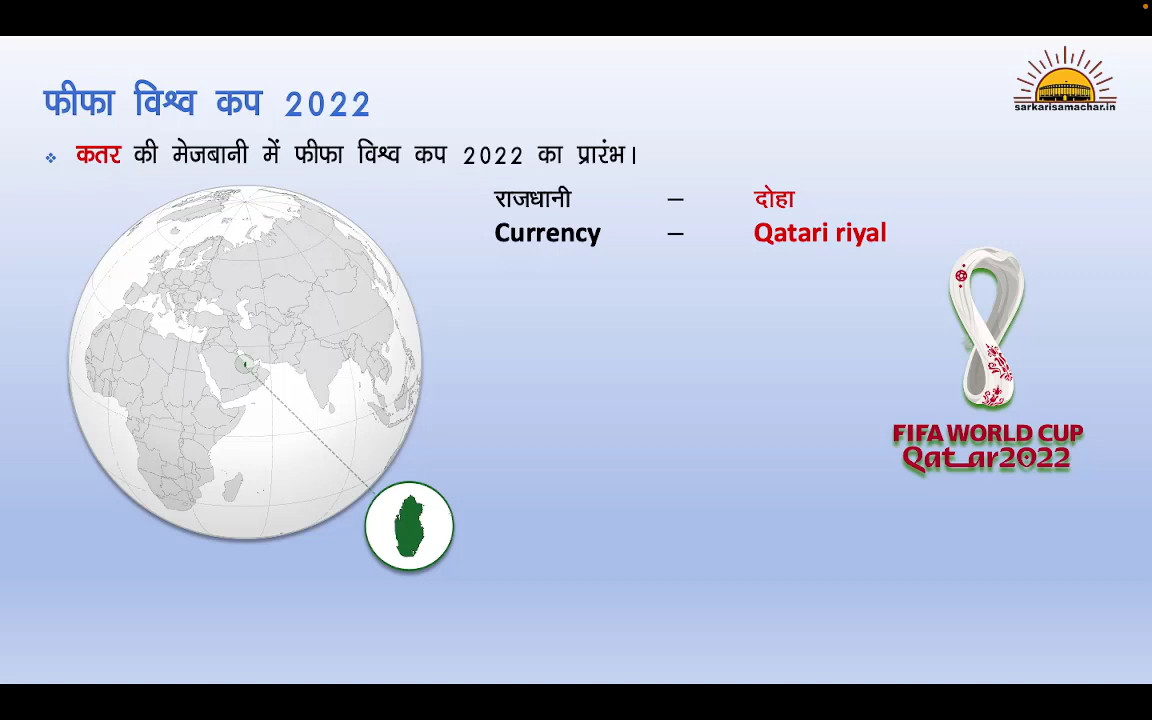 फीफा विश्व कप 2022
sarkarisamachar.in
❖ कतर की मेजबानी में फीफा विश्व कप 2022 का प्रारंभ।
राजधानी – दोहा
Currency – Qatari riyal
FIFA WORLD CUP
Qatar2022